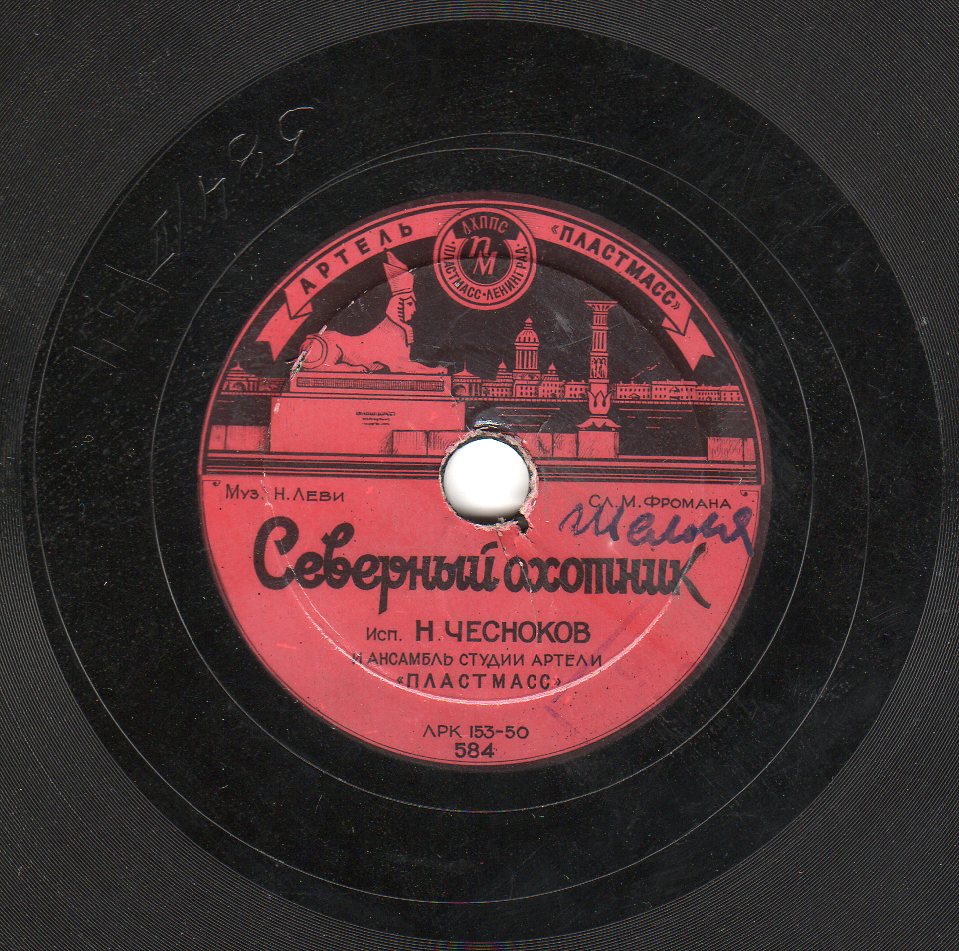 АРТЕЛЬ «ПЛАСТМАСС»
ЛХППС
ПМ
·ПЛАСТМАСС·ЛЕНИНГРАД·
Муз. Н. Леви
Сл. М. Фромана
Северный охотник
Исп. Н. ЧЕСНОКОВ
И АНСАМБЛЬ СТУДИИ АРТЕЛИ
«ПЛАСТМАСС»
ЛРК 153-50
584